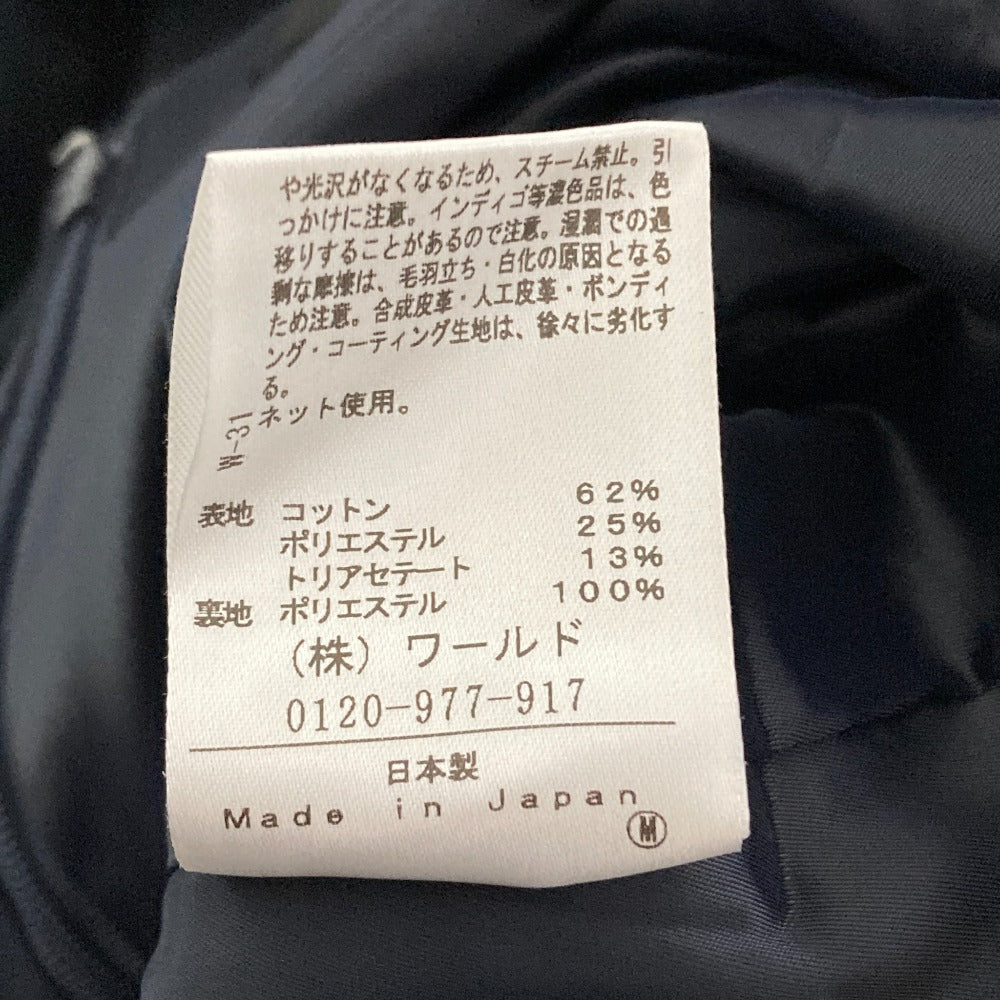 や光沢がなくなるため、スチーム禁止。引
っかけに注意。インディゴ等濃色品は、色
移りすることがあるので注意。湿潤での過
剰な摩擦は、毛羽立ち・白化の原因となる
ため注意。合成皮革・人工皮革・ボンディ
ング・コーティング生地は、徐々に劣化す
る。
W-31
ネット使用。
表地 コットン 62%
ポリエステル 25%
トリアセテート 13%
裏地 ポリエステル 100%
(株)ワールド
0120-977-917
日本製
Made in Japan
M